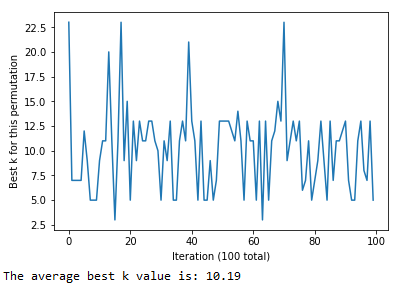 22.5
20.0
17.5
15.0
12.5
10.0
7.5
5.0
2.5
Best k for this permutation
0 20 40 60 80 100
Iteration (100 total)
The average best k value is: 10.19